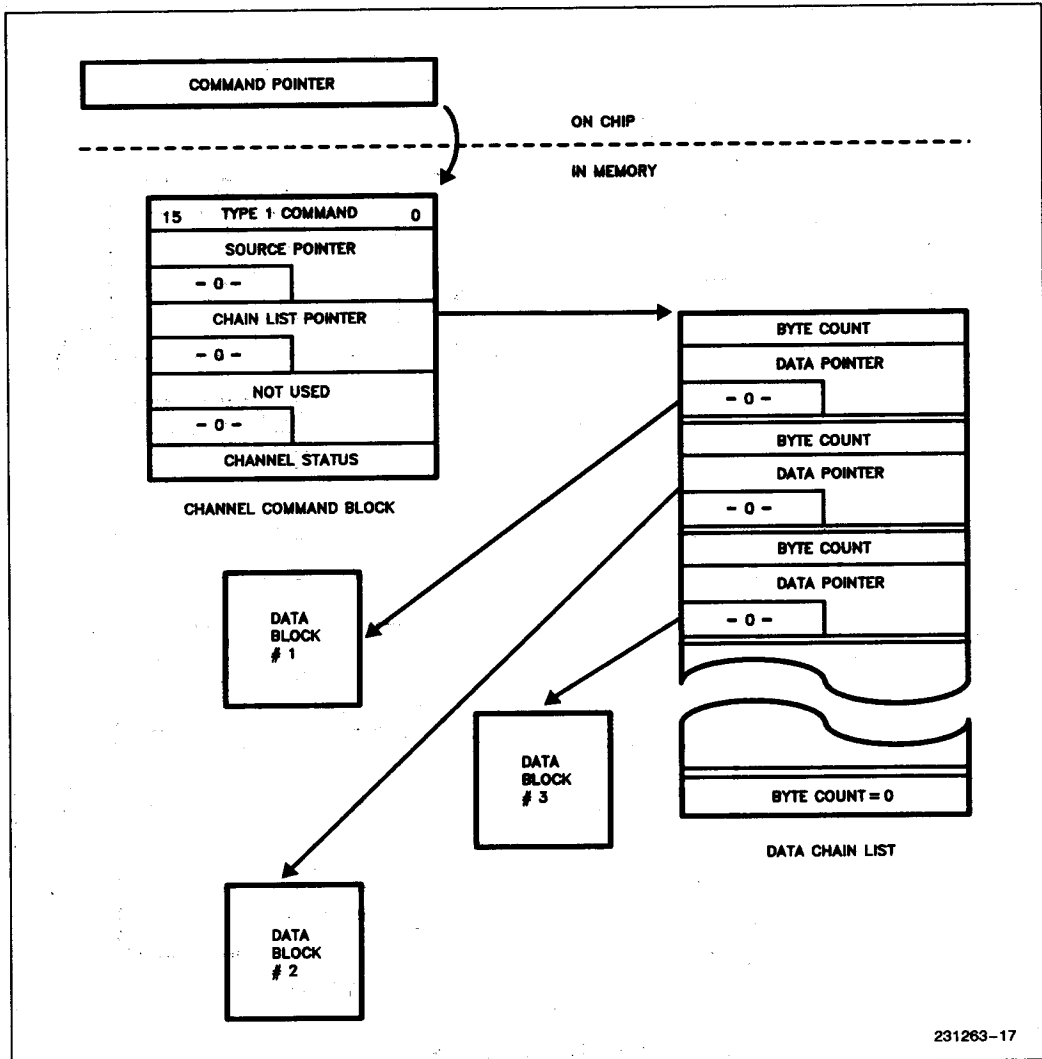 COMMAND POINTER
ON CHIP
IN MEMORY
15 TYPE 1 COMMAND 0
SOURCE POINTER
- 0 -
CHAIN LIST POINTER
- 0 -
NOT USED
- 0 -
CHANNEL STATUS
CHANNEL COMMAND BLOCK
BYTE COUNT
DATA POINTER
- 0 -
BYTE COUNT
DATA POINTER
- 0 -
BYTE COUNT
DATA POINTER
- 0 -
BYTE COUNT = 0
DATA CHAIN LIST
DATA
BLOCK
# 1
DATA
BLOCK
# 3
DATA
BLOCK
# 2
231263-17